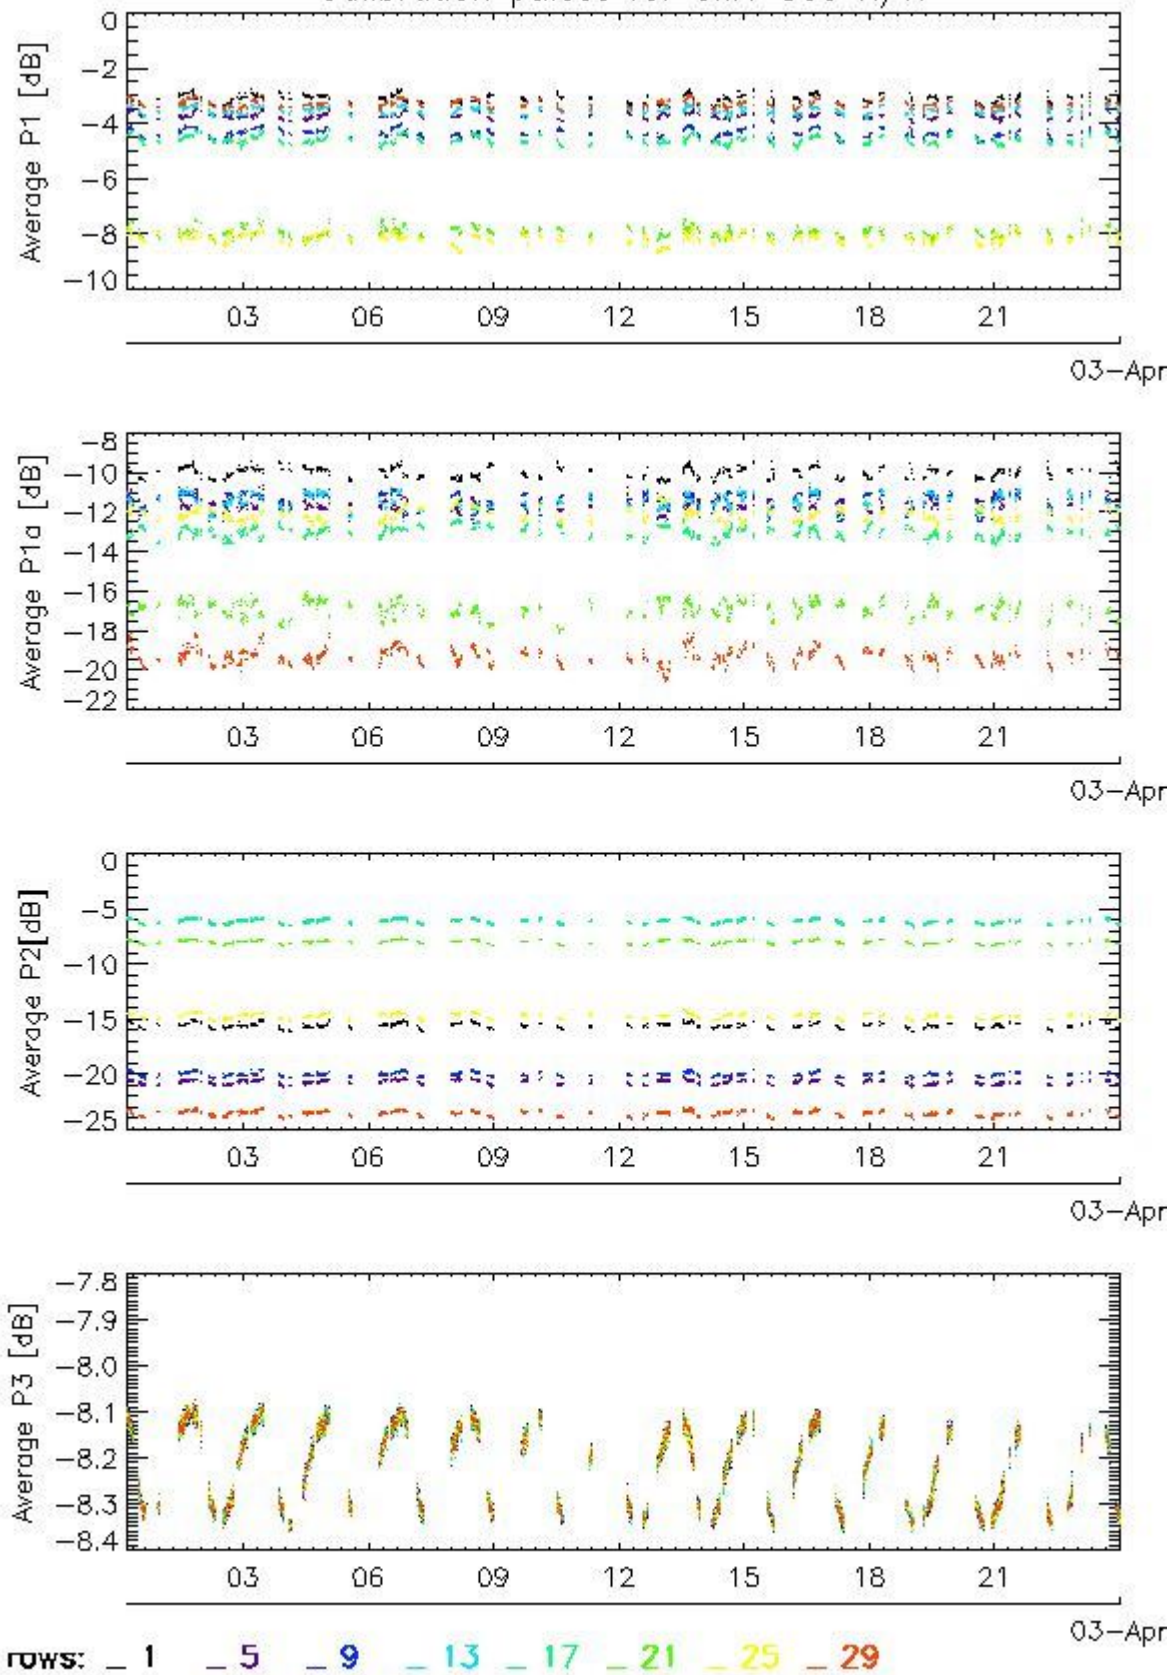 0
−2
−4
−6
−8
−10
Average P1 [dB]
03 06 09 12 15 18 21
03−Apr
−8
−10
−12
−14
−16
−18
−20
−22
Average P1a [dB]
03 06 09 12 15 18 21
03−Apr
0
−5
−10
−15
−20
−25
Average P2[dB]
03 06 09 12 15 18 21
03−Apr
−7.8
−7.9
−8.0
−8.1
−8.2
−8.3
−8.4
Average P3 [dB]
03 06 09 12 15 18 21
03−Apr
rows: _ 1 _ 5 _ 9 _ 13 _ 17 _ 21 _ 25 _ 29